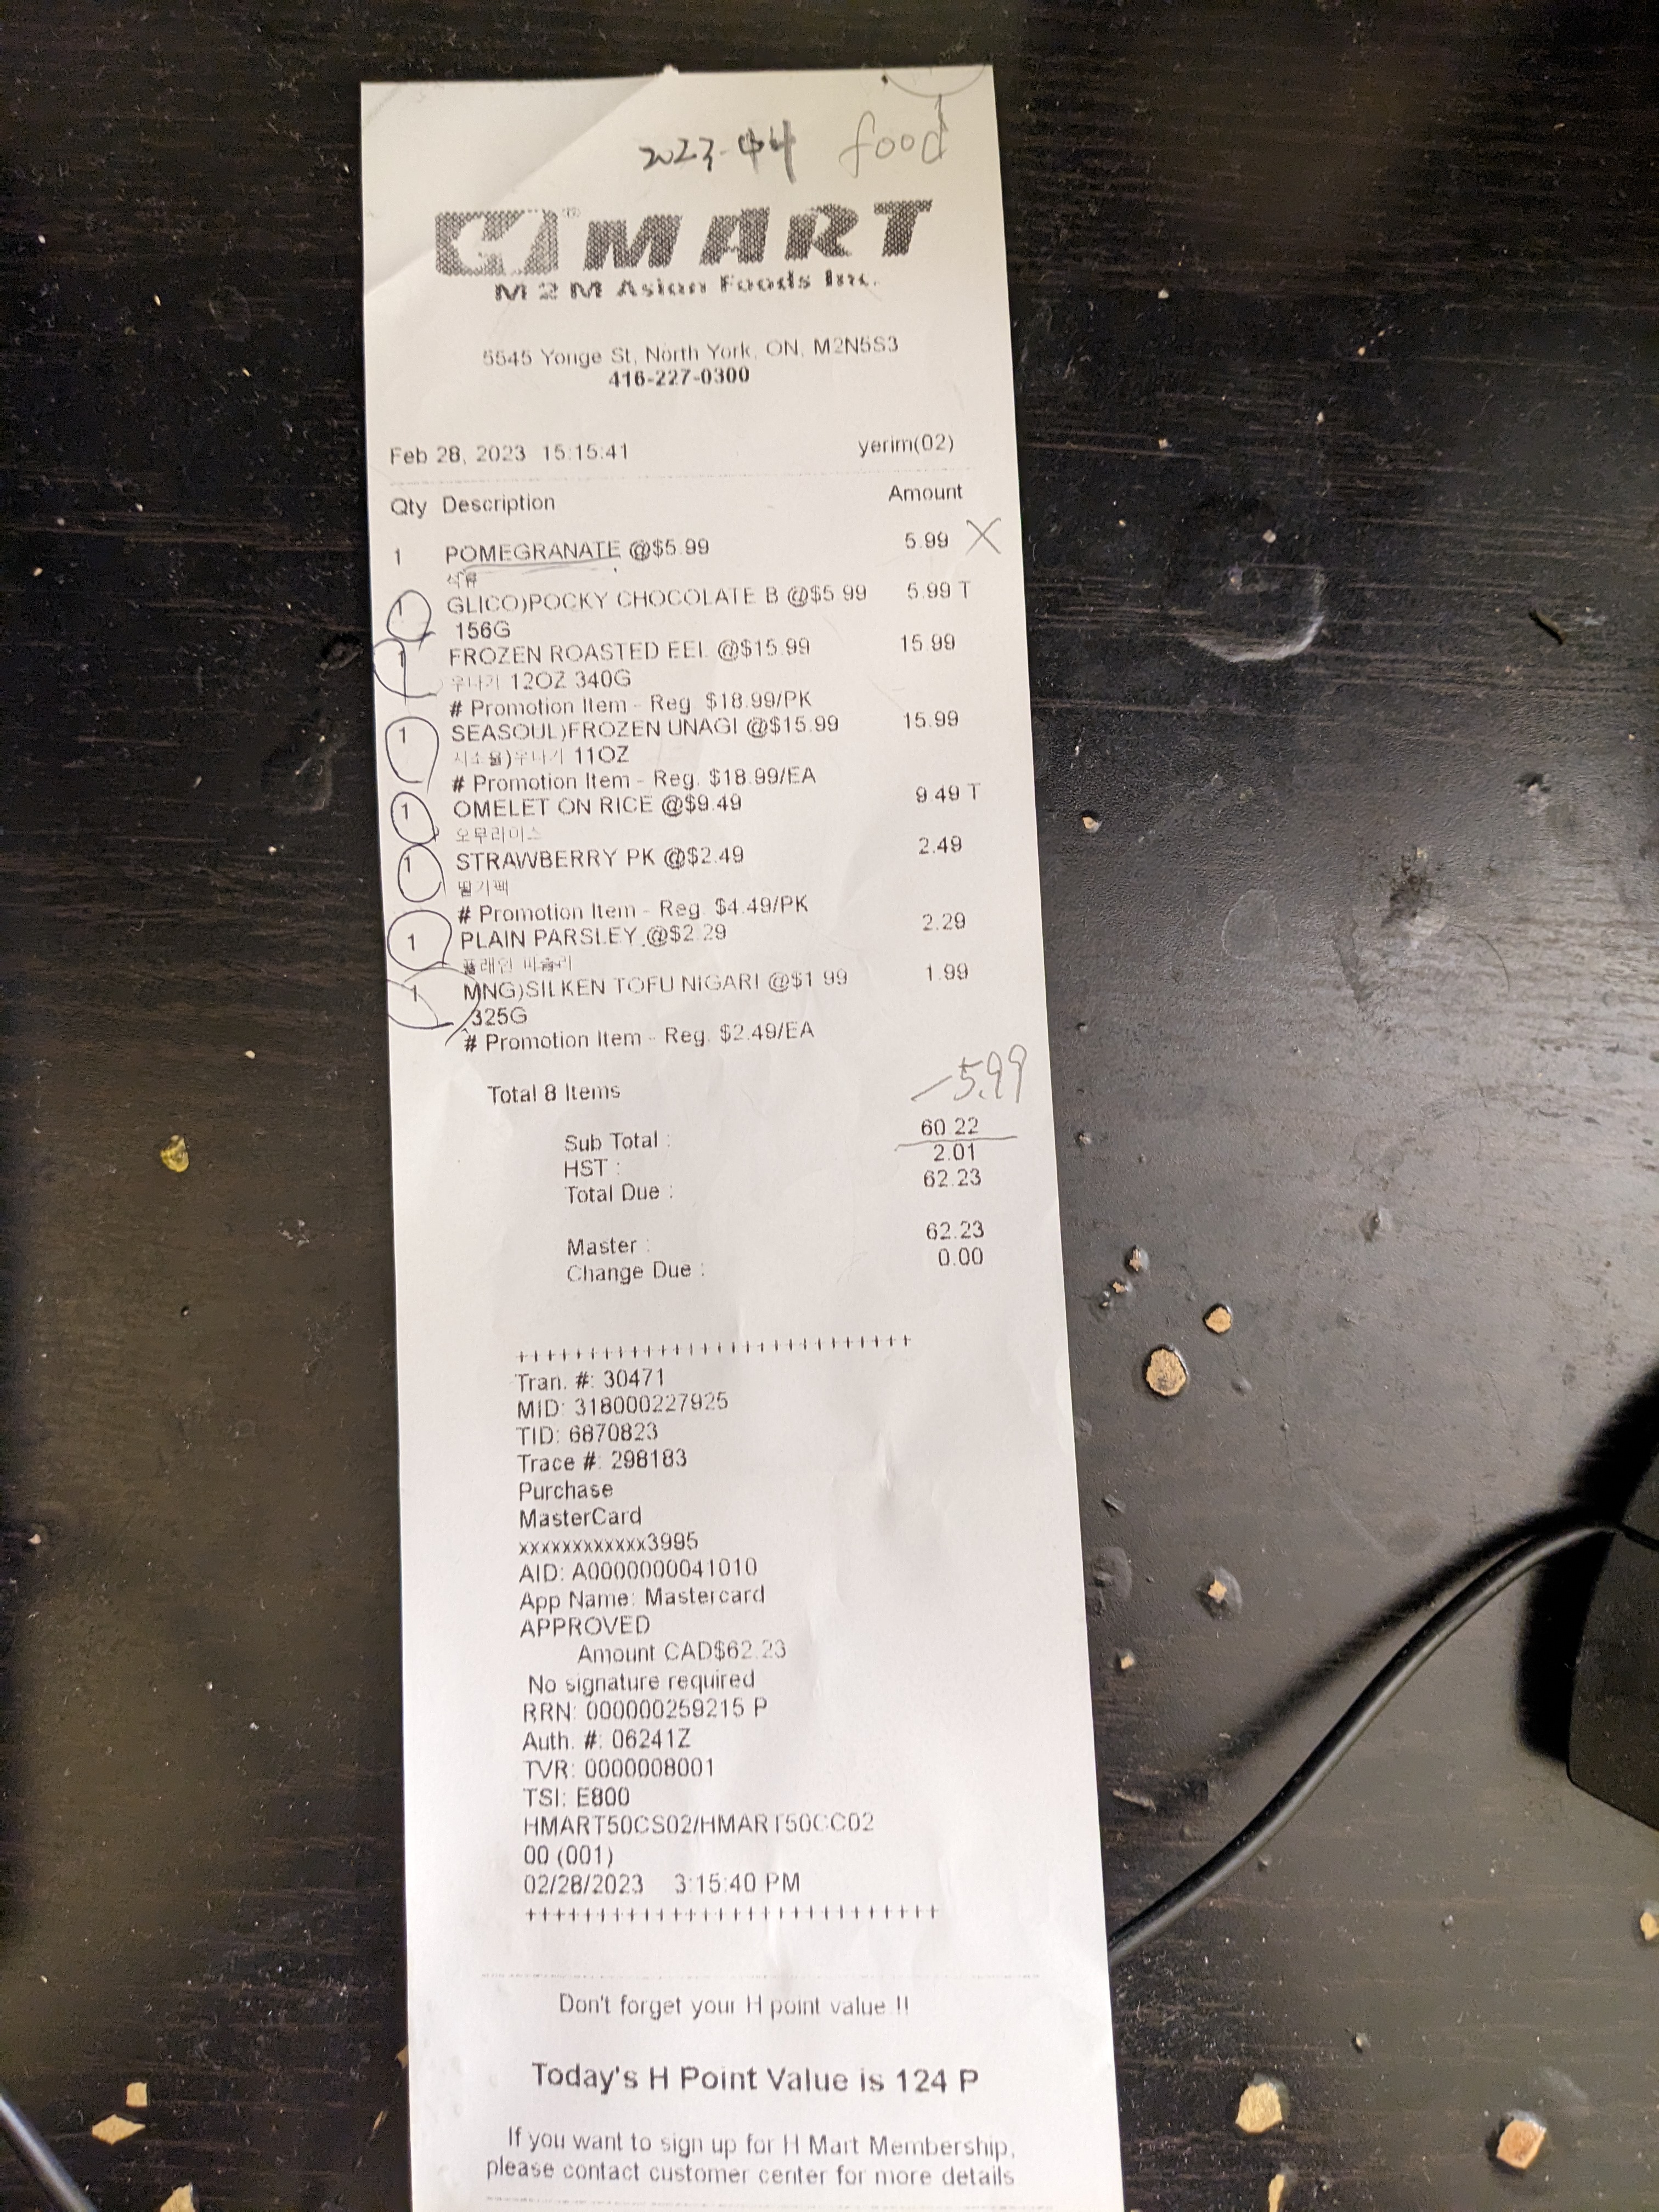 2023-04 food
H MART
M2M Asian Foods Inc.
5545 Yonge St, North York, ON, M2N5S3
416-227-0300
Feb 28, 2023 15:15:41 yerim(02)
Qty Description Amount
1 POMEGRANATE @$5.99 5.99 X
석류
1 GLICO)POCKY CHOCOLATE B @$5.99 5.99 T
156G
1 FROZEN ROASTED EEL @$15.99 15.99
우나기 12OZ 340G
# Promotion Item - Reg. $18.99/PK
1 SEASOUL)FROZEN UNAGI @$15.99 15.99
시소울)우나기 11OZ
# Promotion Item - Reg. $18.99/EA
1 OMELET ON RICE @$9.49 9.49 T
오무라이스
1 STRAWBERRY PK @$2.49 2.49
딸기팩
# Promotion Item - Reg. $4.49/PK
1 PLAIN PARSLEY @$2.29 2.29
플레인 파슬리
1 MNG)SILKEN TOFU NIGARI @$1.99 1.99
325G
# Promotion Item - Reg. $2.49/EA
-5.99
Total 8 Items
Sub Total : 60.22
HST : 2.01
Total Due : 62.23
Master : 62.23
Change Due : 0.00
++++++++++++++++++++++++++++
Tran. #: 30471
MID: 318000227925
TID: 6870823
Trace #: 298183
Purchase
MasterCard
xxxxxxxxxxxx3995
AID: A0000000041010
App Name: Mastercard
APPROVED
Amount CAD$62.23
No signature required
RRN: 000000259215 P
Auth. #: 06241Z
TVR: 0000008001
TSI: E800
HMART50CS02/HMART50CC02
00 (001)
02/28/2023 3:15:40 PM
+++++++++++++++++++++++++++++
Don't forget your H point value !!
Today's H Point Value is 124 P
If you want to sign up for H Mart Membership,
please contact customer center for more details